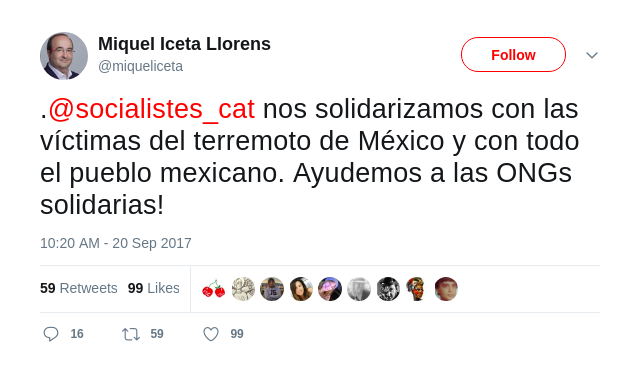 Miquel Iceta Llorens
@miqueliceta
Follow
.@socialistes_cat nos solidarizamos con las
víctimas del terremoto de México y con todo
el pueblo mexicano. Ayudemos a las ONGs
solidarias!
10:20 AM - 20 Sep 2017
59 Retweets 99 Likes
16 59 99